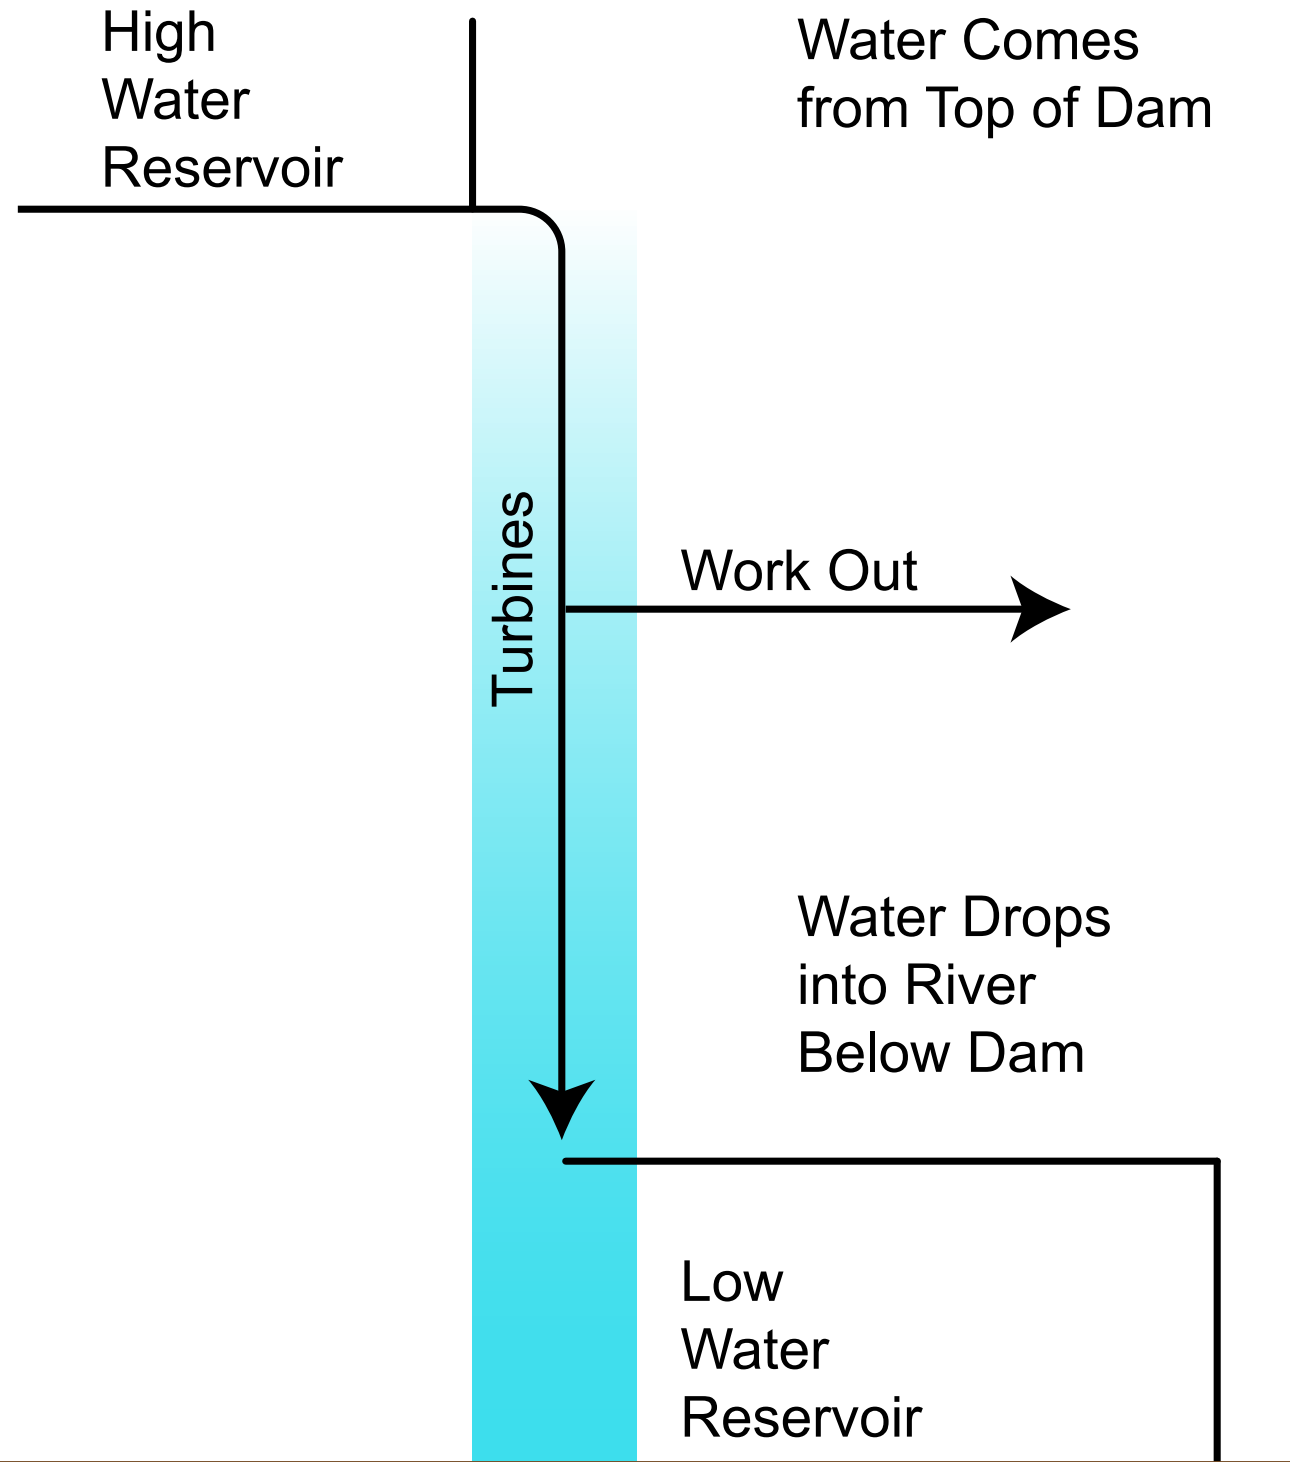 High
Water
Reservoir
Water Comes
from Top of Dam
Turbines
Work Out
Water Drops
into River
Below Dam
Low
Water
Reservoir